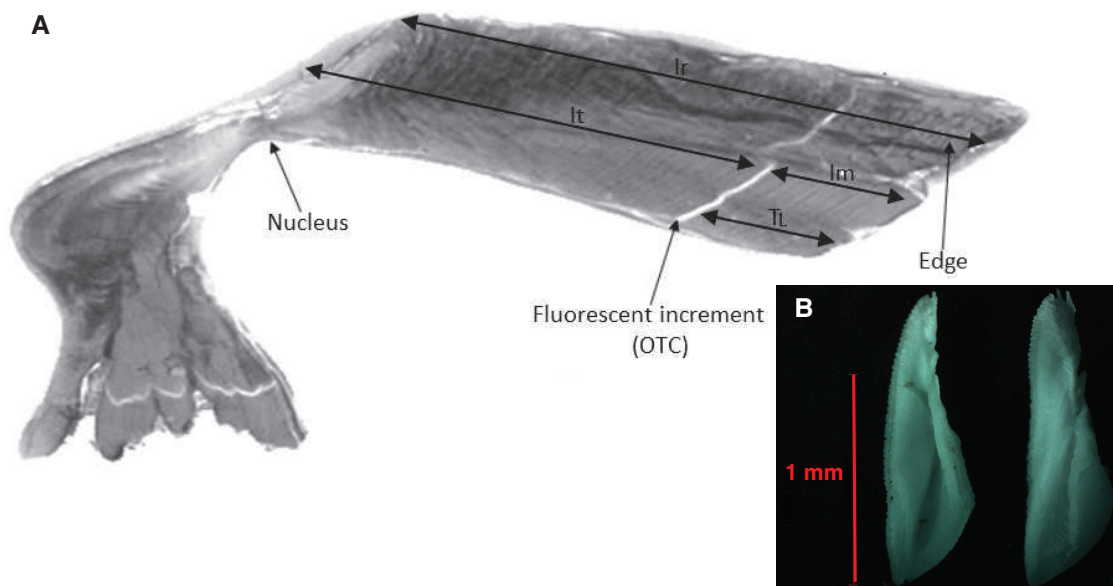 A
lr
lt
lm
TL
Nucleus
Edge
Fluorescent increment
(OTC)
B
1 mm